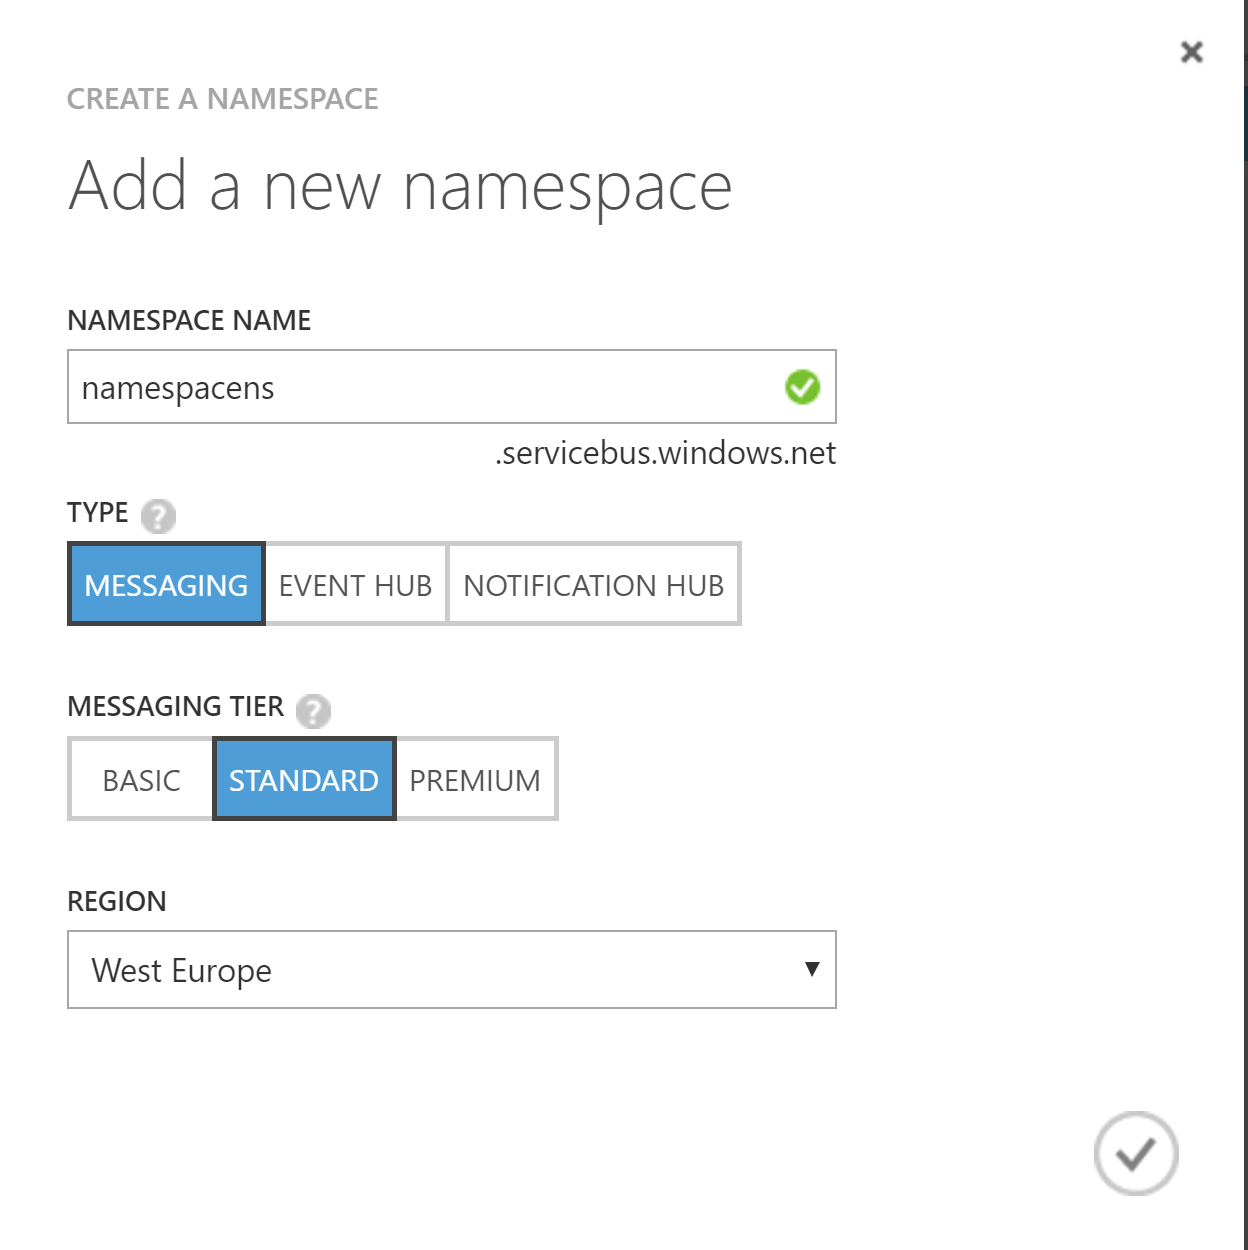 CREATE A NAMESPACE
Add a new namespace
NAMESPACE NAME
namespacens
.servicebus.windows.net
TYPE ?
MESSAGING EVENT HUB NOTIFICATION HUB
MESSAGING TIER ?
BASIC STANDARD PREMIUM
REGION
West Europe